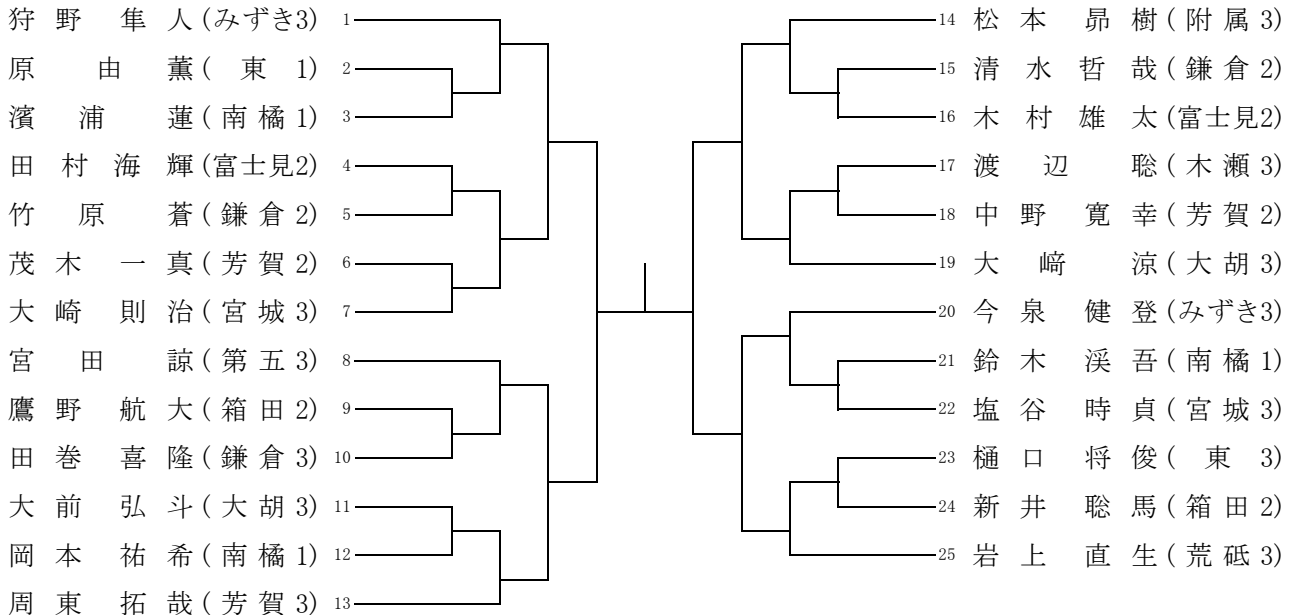 狩野 隼人(みずき3) 1
原 由薫(東 1) 2
濱浦 蓮(南橘1) 3
田村海輝(富士見2) 4
竹原 蒼(鎌倉2) 5
茂木一真(芳賀2) 6
大崎則治(宮城3) 7
宮田 諒(第五3) 8
鷹野航大(箱田2) 9
田巻喜隆(鎌倉3) 10
大前弘斗(大胡3) 11
岡本祐希(南橘1) 12
周東拓哉(芳賀3) 13
14 松本昴樹(附属3)
15 清水哲哉(鎌倉2)
16 木村雄太(富士見2)
17 渡辺 聡(木瀬3)
18 中野寛幸(芳賀2)
19 大﨑 涼(大胡3)
20 今泉健登(みずき3)
21 鈴木渓吾(南橘1)
22 塩谷時貞(宮城3)
23 樋口将俊(東 3)
24 新井聡馬(箱田2)
25 岩上直生(荒砥3)